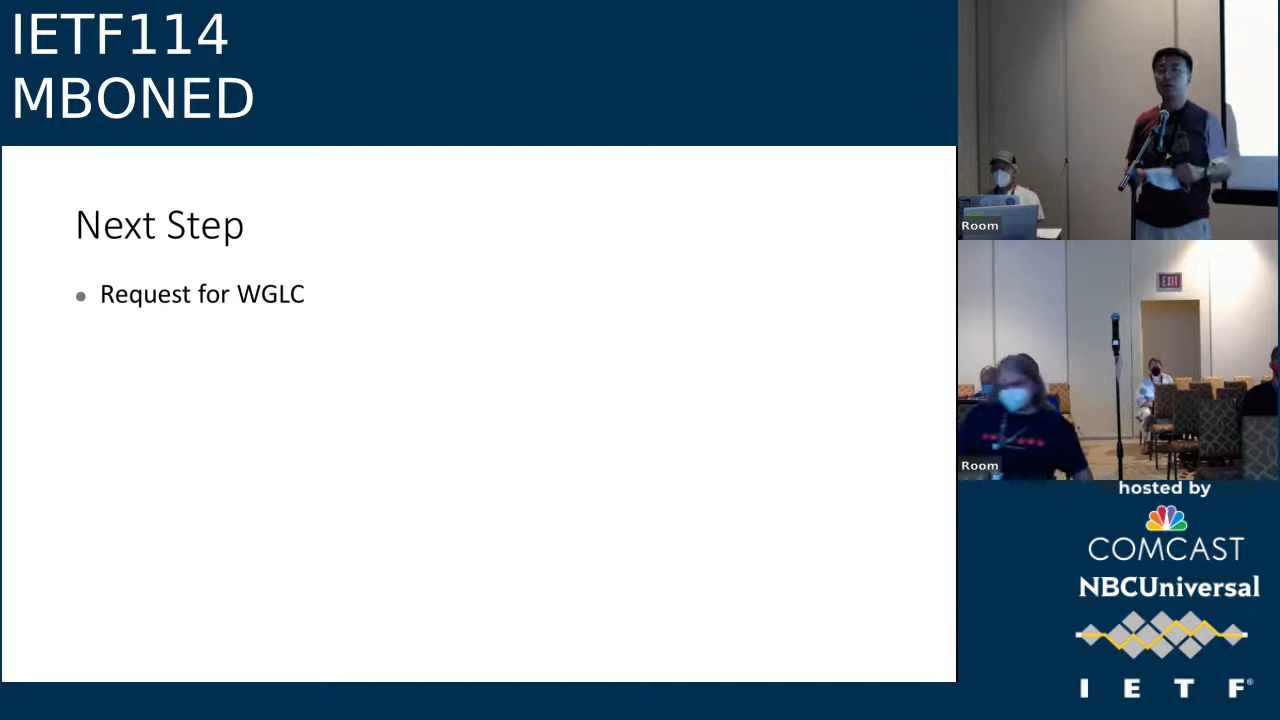 IETF114
MBONED
Next Step
Request for WGLC
Room
EXIT
Room
hosted by
COMCAST
NBCUniversal
I E T F®